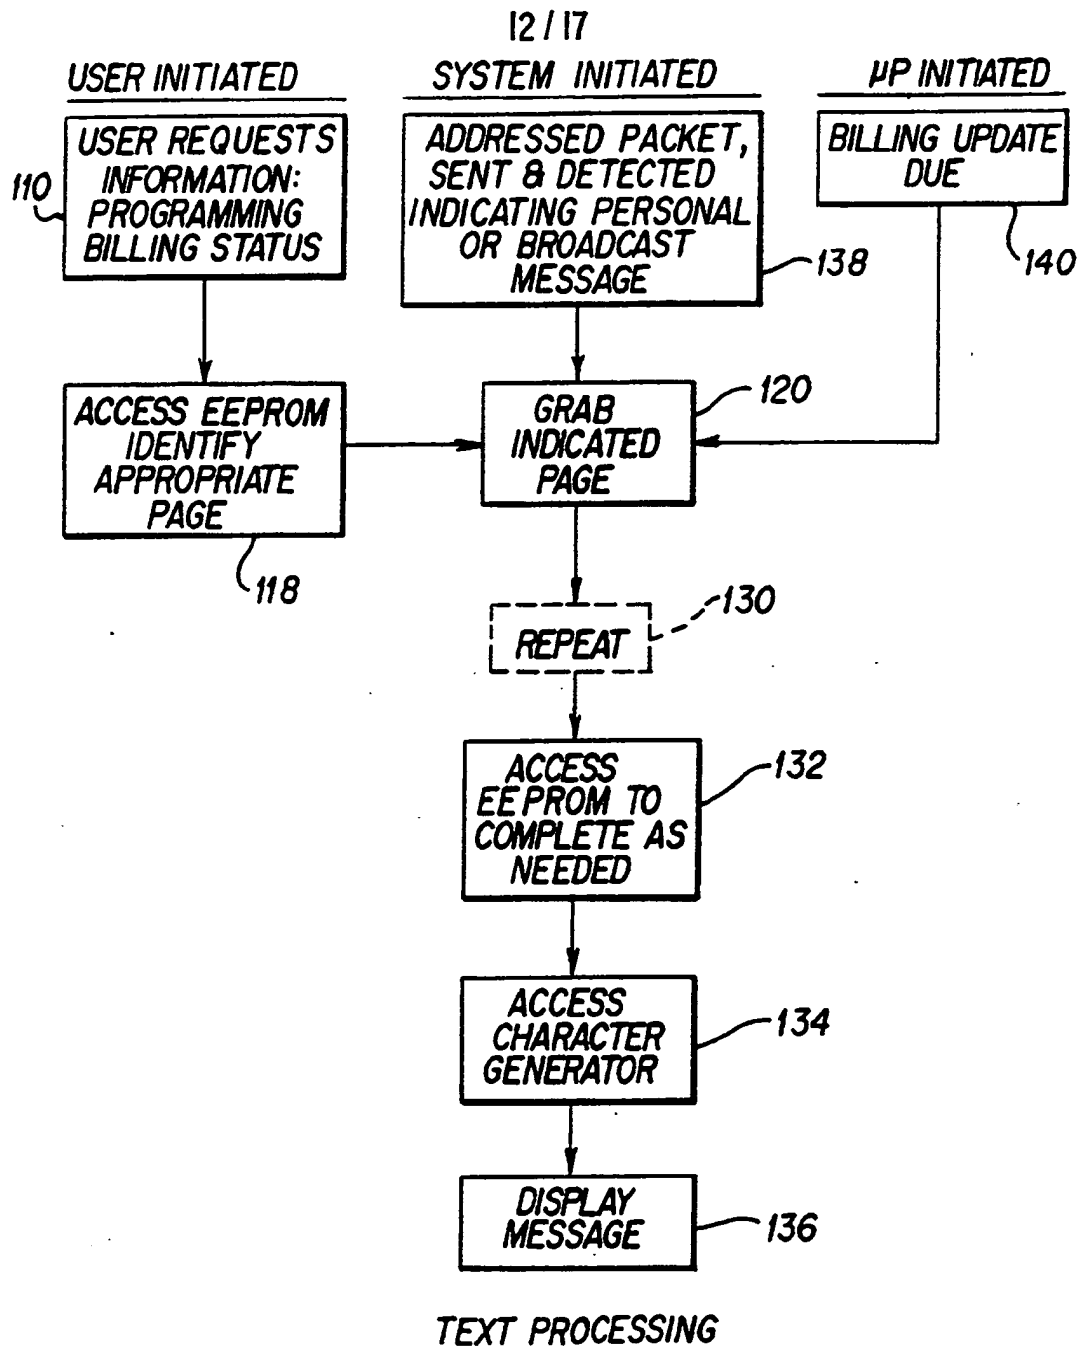 12/17
USER INITIATED
SYSTEM INITIATED
µP INITIATED
USER REQUESTS
INFORMATION:
PROGRAMMING
BILLING STATUS
110
ADDRESSED PACKET,
SENT & DETECTED
INDICATING PERSONAL
OR BROADCAST
MESSAGE
138
BILLING UPDATE
DUE
140
ACCESS EEPROM
IDENTIFY
APPROPRIATE
PAGE
118
GRAB
INDICATED
PAGE
120
REPEAT
130
ACCESS
EEPROM TO
COMPLETE AS
NEEDED
132
ACCESS
CHARACTER
GENERATOR
134
DISPLAY
MESSAGE
136
TEXT PROCESSING